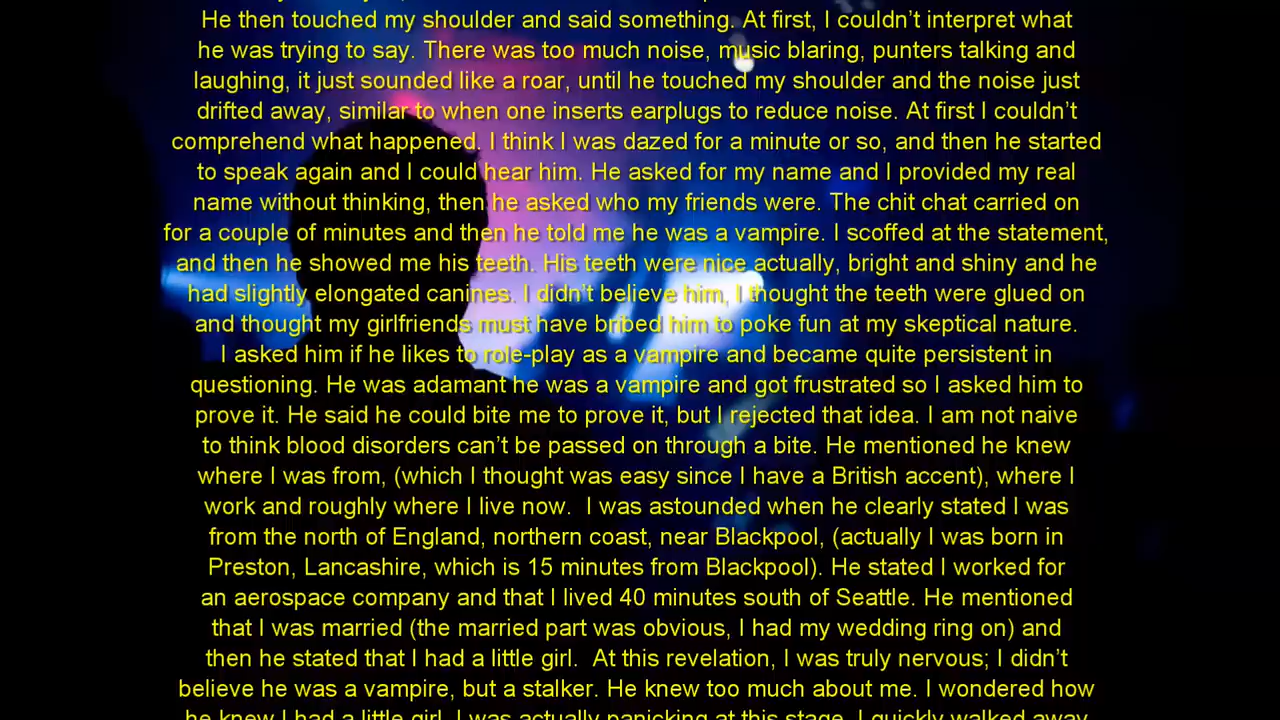 He then touched my shoulder and said something. At first, I couldn’t interpret what
he was trying to say. There was too much noise, music blaring, punters talking and
laughing, it just sounded like a roar, until he touched my shoulder and the noise just
drifted away, similar to when one inserts earplugs to reduce noise. At first I couldn’t
comprehend what happened. I think I was dazed for a minute or so, and then he started
to speak again and I could hear him. He asked for my name and I provided my real
name without thinking, then he asked who my friends were. The chit chat carried on
for a couple of minutes and then he told me he was a vampire. I scoffed at the statement,
and then he showed me his teeth. His teeth were nice actually, bright and shiny and he
had slightly elongated canines. I didn’t believe him, I thought the teeth were glued on
and thought my girlfriends must have bribed him to poke fun at my skeptical nature.
I asked him if he likes to role-play as a vampire and became quite persistent in
questioning. He was adamant he was a vampire and got frustrated so I asked him to
prove it. He said he could bite me to prove it, but I rejected that idea. I am not naive
to think blood disorders can’t be passed on through a bite. He mentioned he knew
where I was from, (which I thought was easy since I have a British accent), where I
work and roughly where I live now.  I was astounded when he clearly stated I was
from the north of England, northern coast, near Blackpool, (actually I was born in
Preston, Lancashire, which is 15 minutes from Blackpool). He stated I worked for
an aerospace company and that I lived 40 minutes south of Seattle. He mentioned
that I was married (the married part was obvious, I had my wedding ring on) and
then he stated that I had a little girl.  At this revelation, I was truly nervous; I didn’t
believe he was a vampire, but a stalker. He knew too much about me. I wondered how
he knew I had a little girl. I was actually panicking at this stage. I quickly walked away